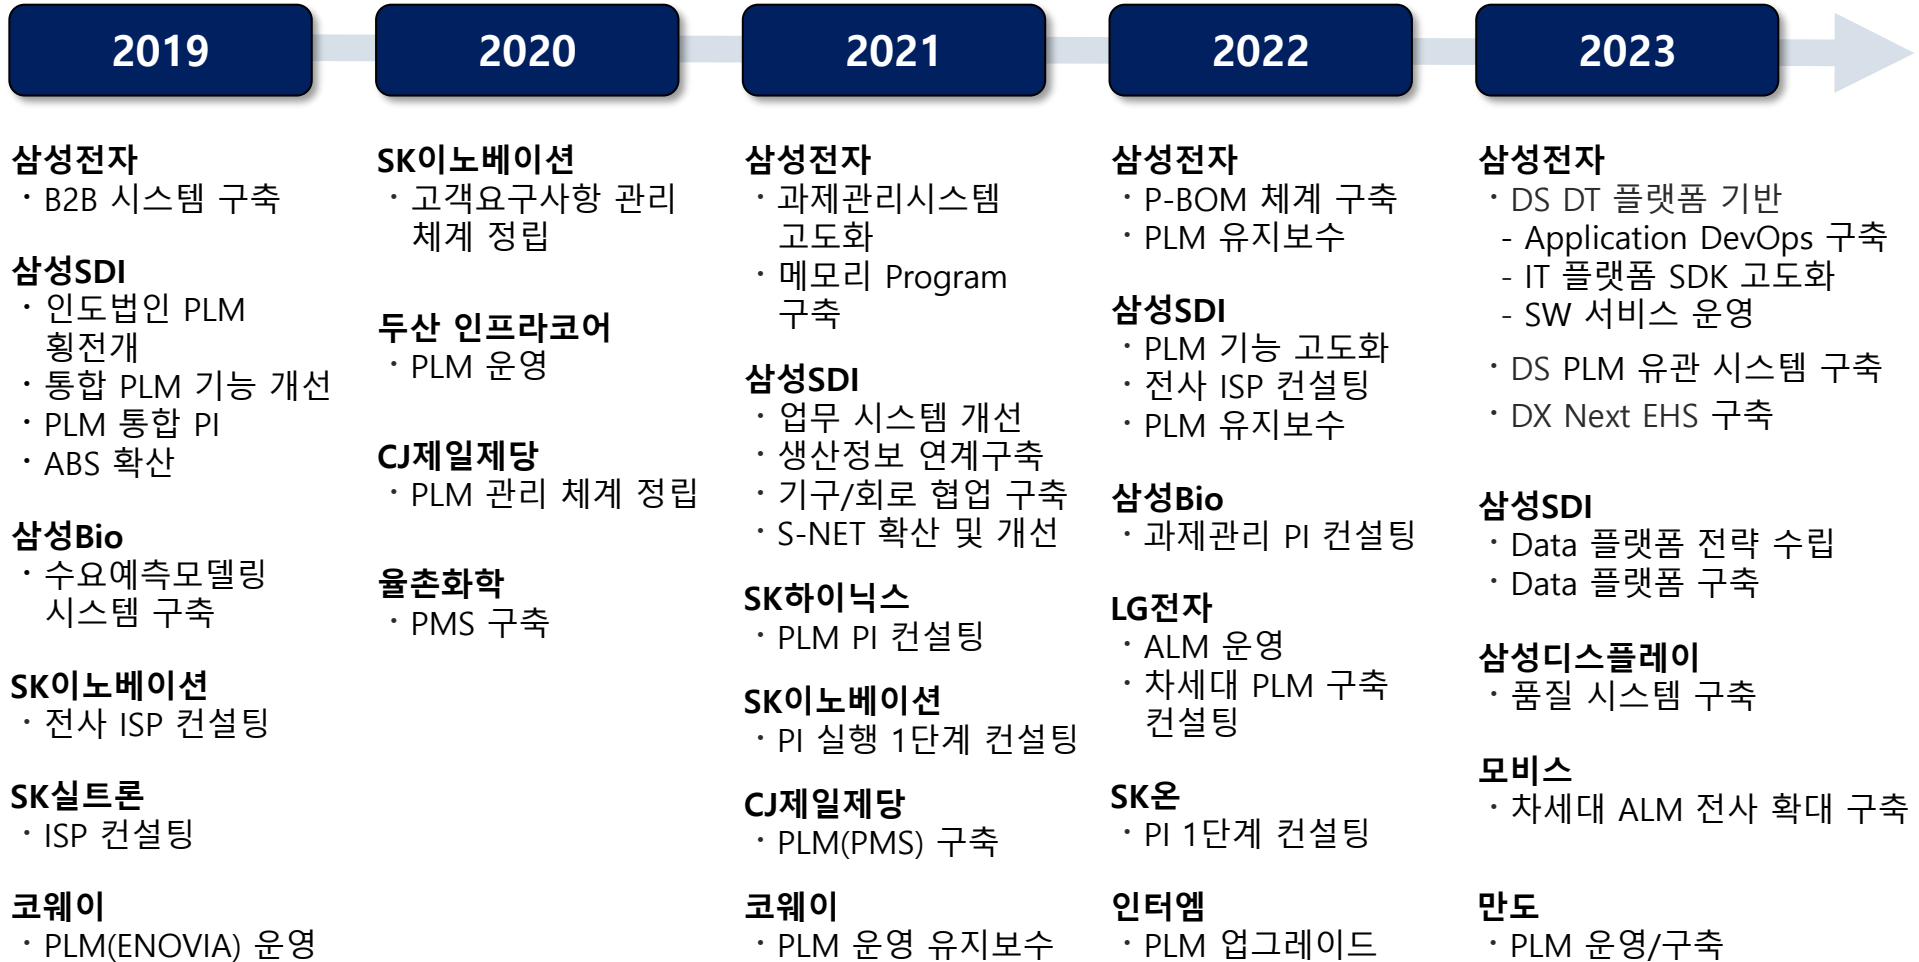 2019
2020
2021
2022
2023
삼성전자
· B2B 시스템 구축
삼성SDI
· 인도법인 PLM
횡전개
· 통합 PLM 기능 개선
· PLM 통합 PI
· ABS 확산
삼성Bio
· 수요예측모델링
시스템 구축
SK이노베이션
· 전사 ISP 컨설팅
SK실트론
· ISP 컨설팅
코웨이
· PLM(ENOVIA) 운영
SK이노베이션
· 고객요구사항 관리
체계 정립
두산 인프라코어
· PLM 운영
CJ제일제당
· PLM 관리 체계 정립
율촌화학
· PMS 구축
삼성전자
· 과제관리시스템
고도화
· 메모리 Program
구축
삼성SDI
· 업무 시스템 개선
· 생산정보 연계구축
· 기구/회로 협업 구축
· S-NET 확산 및 개선
SK하이닉스
· PLM PI 컨설팅
SK이노베이션
· PI 실행 1단계 컨설팅
CJ제일제당
· PLM(PMS) 구축
코웨이
· PLM 운영 유지보수
삼성전자
· P-BOM 체계 구축
· PLM 유지보수
삼성SDI
· PLM 기능 고도화
· 전사 ISP 컨설팅
· PLM 유지보수
삼성Bio
· 과제관리 PI 컨설팅
LG전자
· ALM 운영
· 차세대 PLM 구축
컨설팅
SK온
· PI 1단계 컨설팅
인터엠
· PLM 업그레이드
삼성전자
· DS DT 플랫폼 기반
- Application DevOps 구축
- IT 플랫폼 SDK 고도화
- SW 서비스 운영
· DS PLM 유관 시스템 구축
· DX Next EHS 구축
삼성SDI
· Data 플랫폼 전략 수립
· Data 플랫폼 구축
삼성디스플레이
· 품질 시스템 구축
모비스
· 차세대 ALM 전사 확대 구축
만도
· PLM 운영/구축